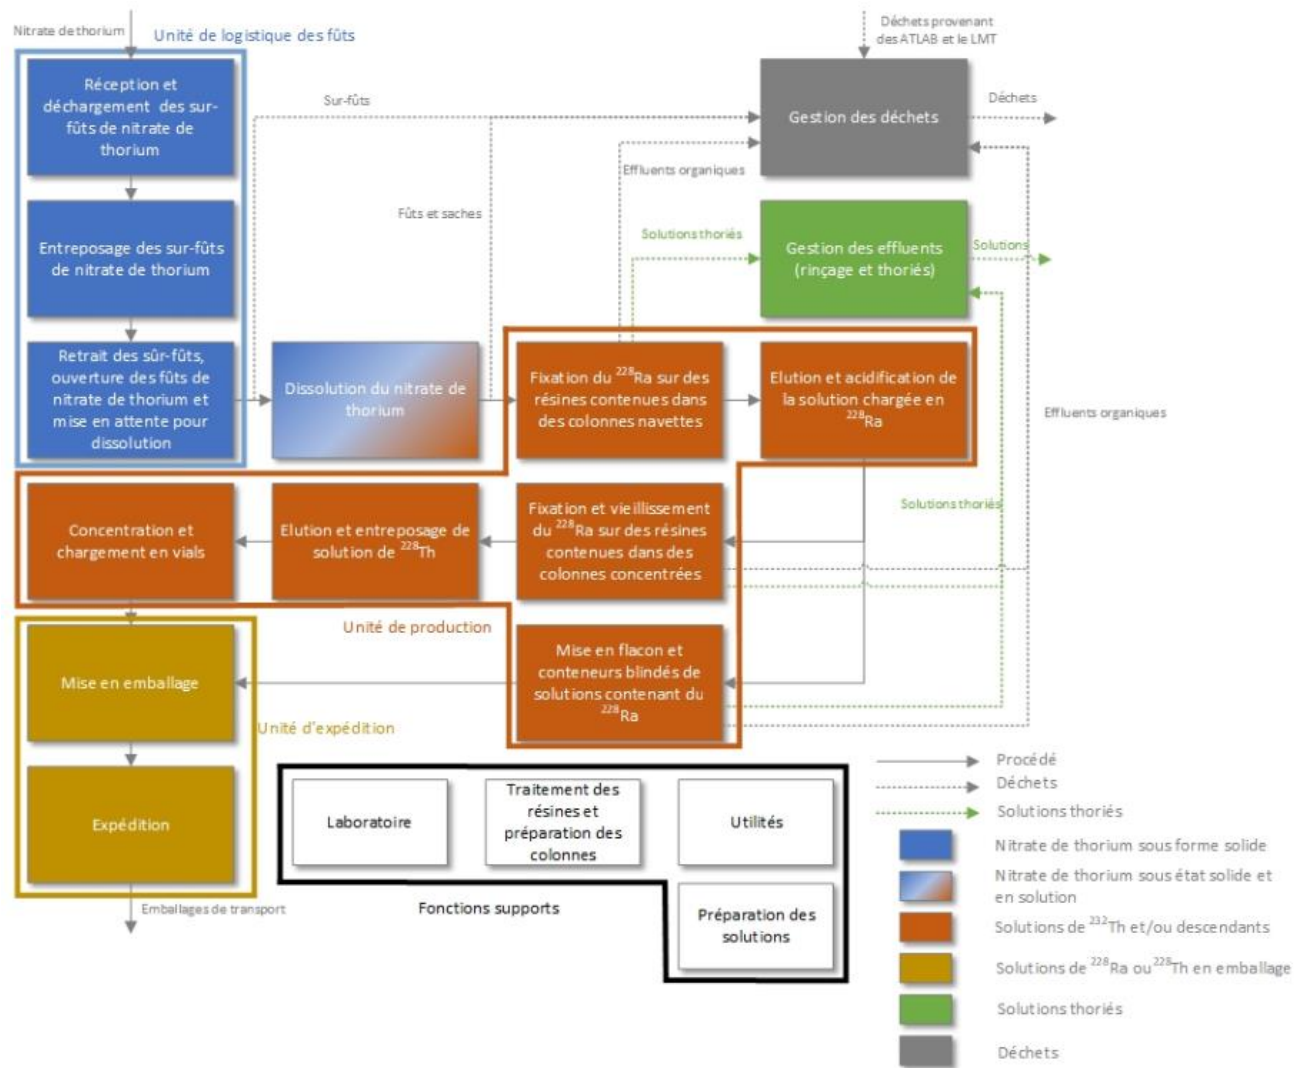 Nitrate de thorium
Unité de logistique des fûts
Déchets provenant
des ATLAB et le LMT
Réception et
déchargement des sur-
fûts de nitrate de
thorium
Sur-fûts
Gestion des déchets
Déchets
Effluents organiques
Entreposage des sur-fûts
de nitrate de thorium
Fûts et saches
Solutions thoriés
Gestion des effluents
(rinçage et thoriés)
Solutions
Retrait des sûr-fûts,
ouverture des fûts de
nitrate de thorium et
mise en attente pour
dissolution
Dissolution du nitrate de
thorium
Fixation du ²²⁸Ra sur des
résines contenues dans
des colonnes navettes
Elution et acidification de
la solution chargée en
²²⁸Ra
Effluents organiques
Concentration et
chargement en vials
Elution et entreposage de
solution de ²²⁸Th
Fixation et vieillissement
du ²²⁸Ra sur des résines
contenues dans des
colonnes concentrées
Solutions thoriés
Unité de production
Mise en emballage
Mise en flacon et
conteneurs blindés de
solutions contenant du
²²⁸Ra
Unité d'expédition
Expédition
Emballages de transport
Laboratoire
Traitement des
résines et
préparation des
colonnes
Utilités
Fonctions supports
Préparation des
solutions
Procédé
Déchets
Solutions thoriés
Nitrate de thorium sous forme solide
Nitrate de thorium sous état solide et
en solution
Solutions de ²³²Th et/ou descendants
Solutions de ²²⁸Ra ou ²²⁸Th en emballage
Solutions thoriés
Déchets